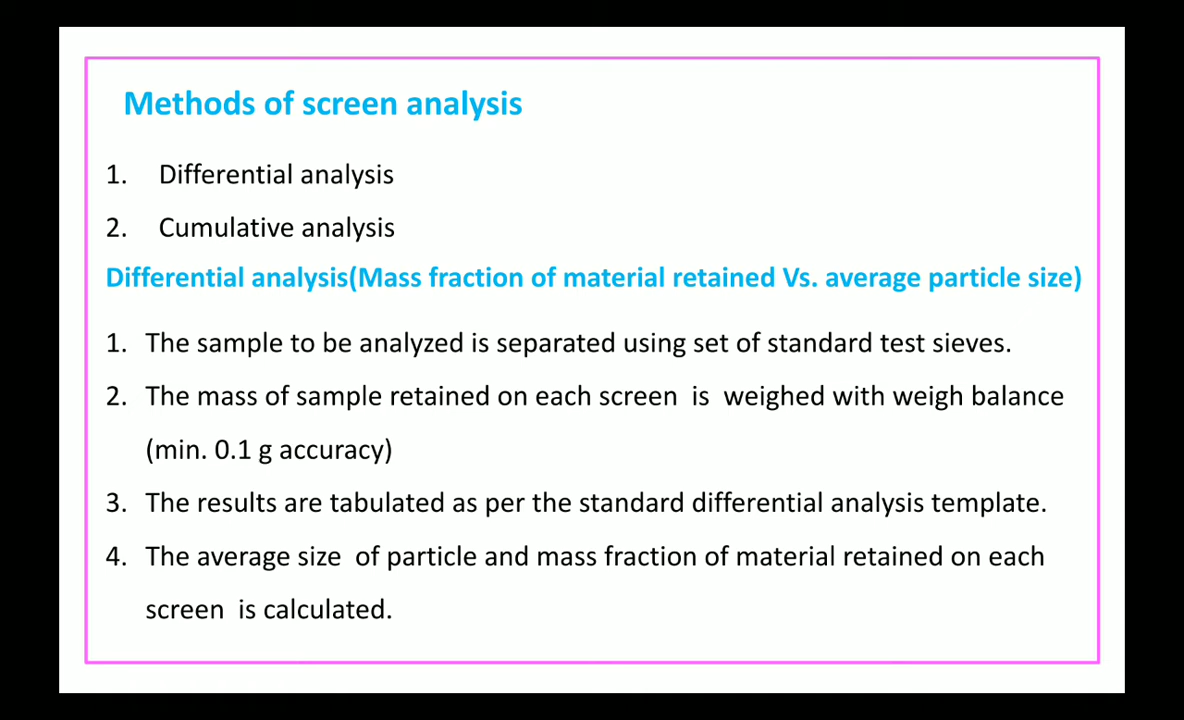 Methods of screen analysis
1. Differential analysis
2. Cumulative analysis
Differential analysis(Mass fraction of material retained Vs. average particle size)
1. The sample to be analyzed is separated using set of standard test sieves.
2. The mass of sample retained on each screen is weighed with weigh balance
(min. 0.1 g accuracy)
3. The results are tabulated as per the standard differential analysis template.
4. The average size of particle and mass fraction of material retained on each
screen is calculated.